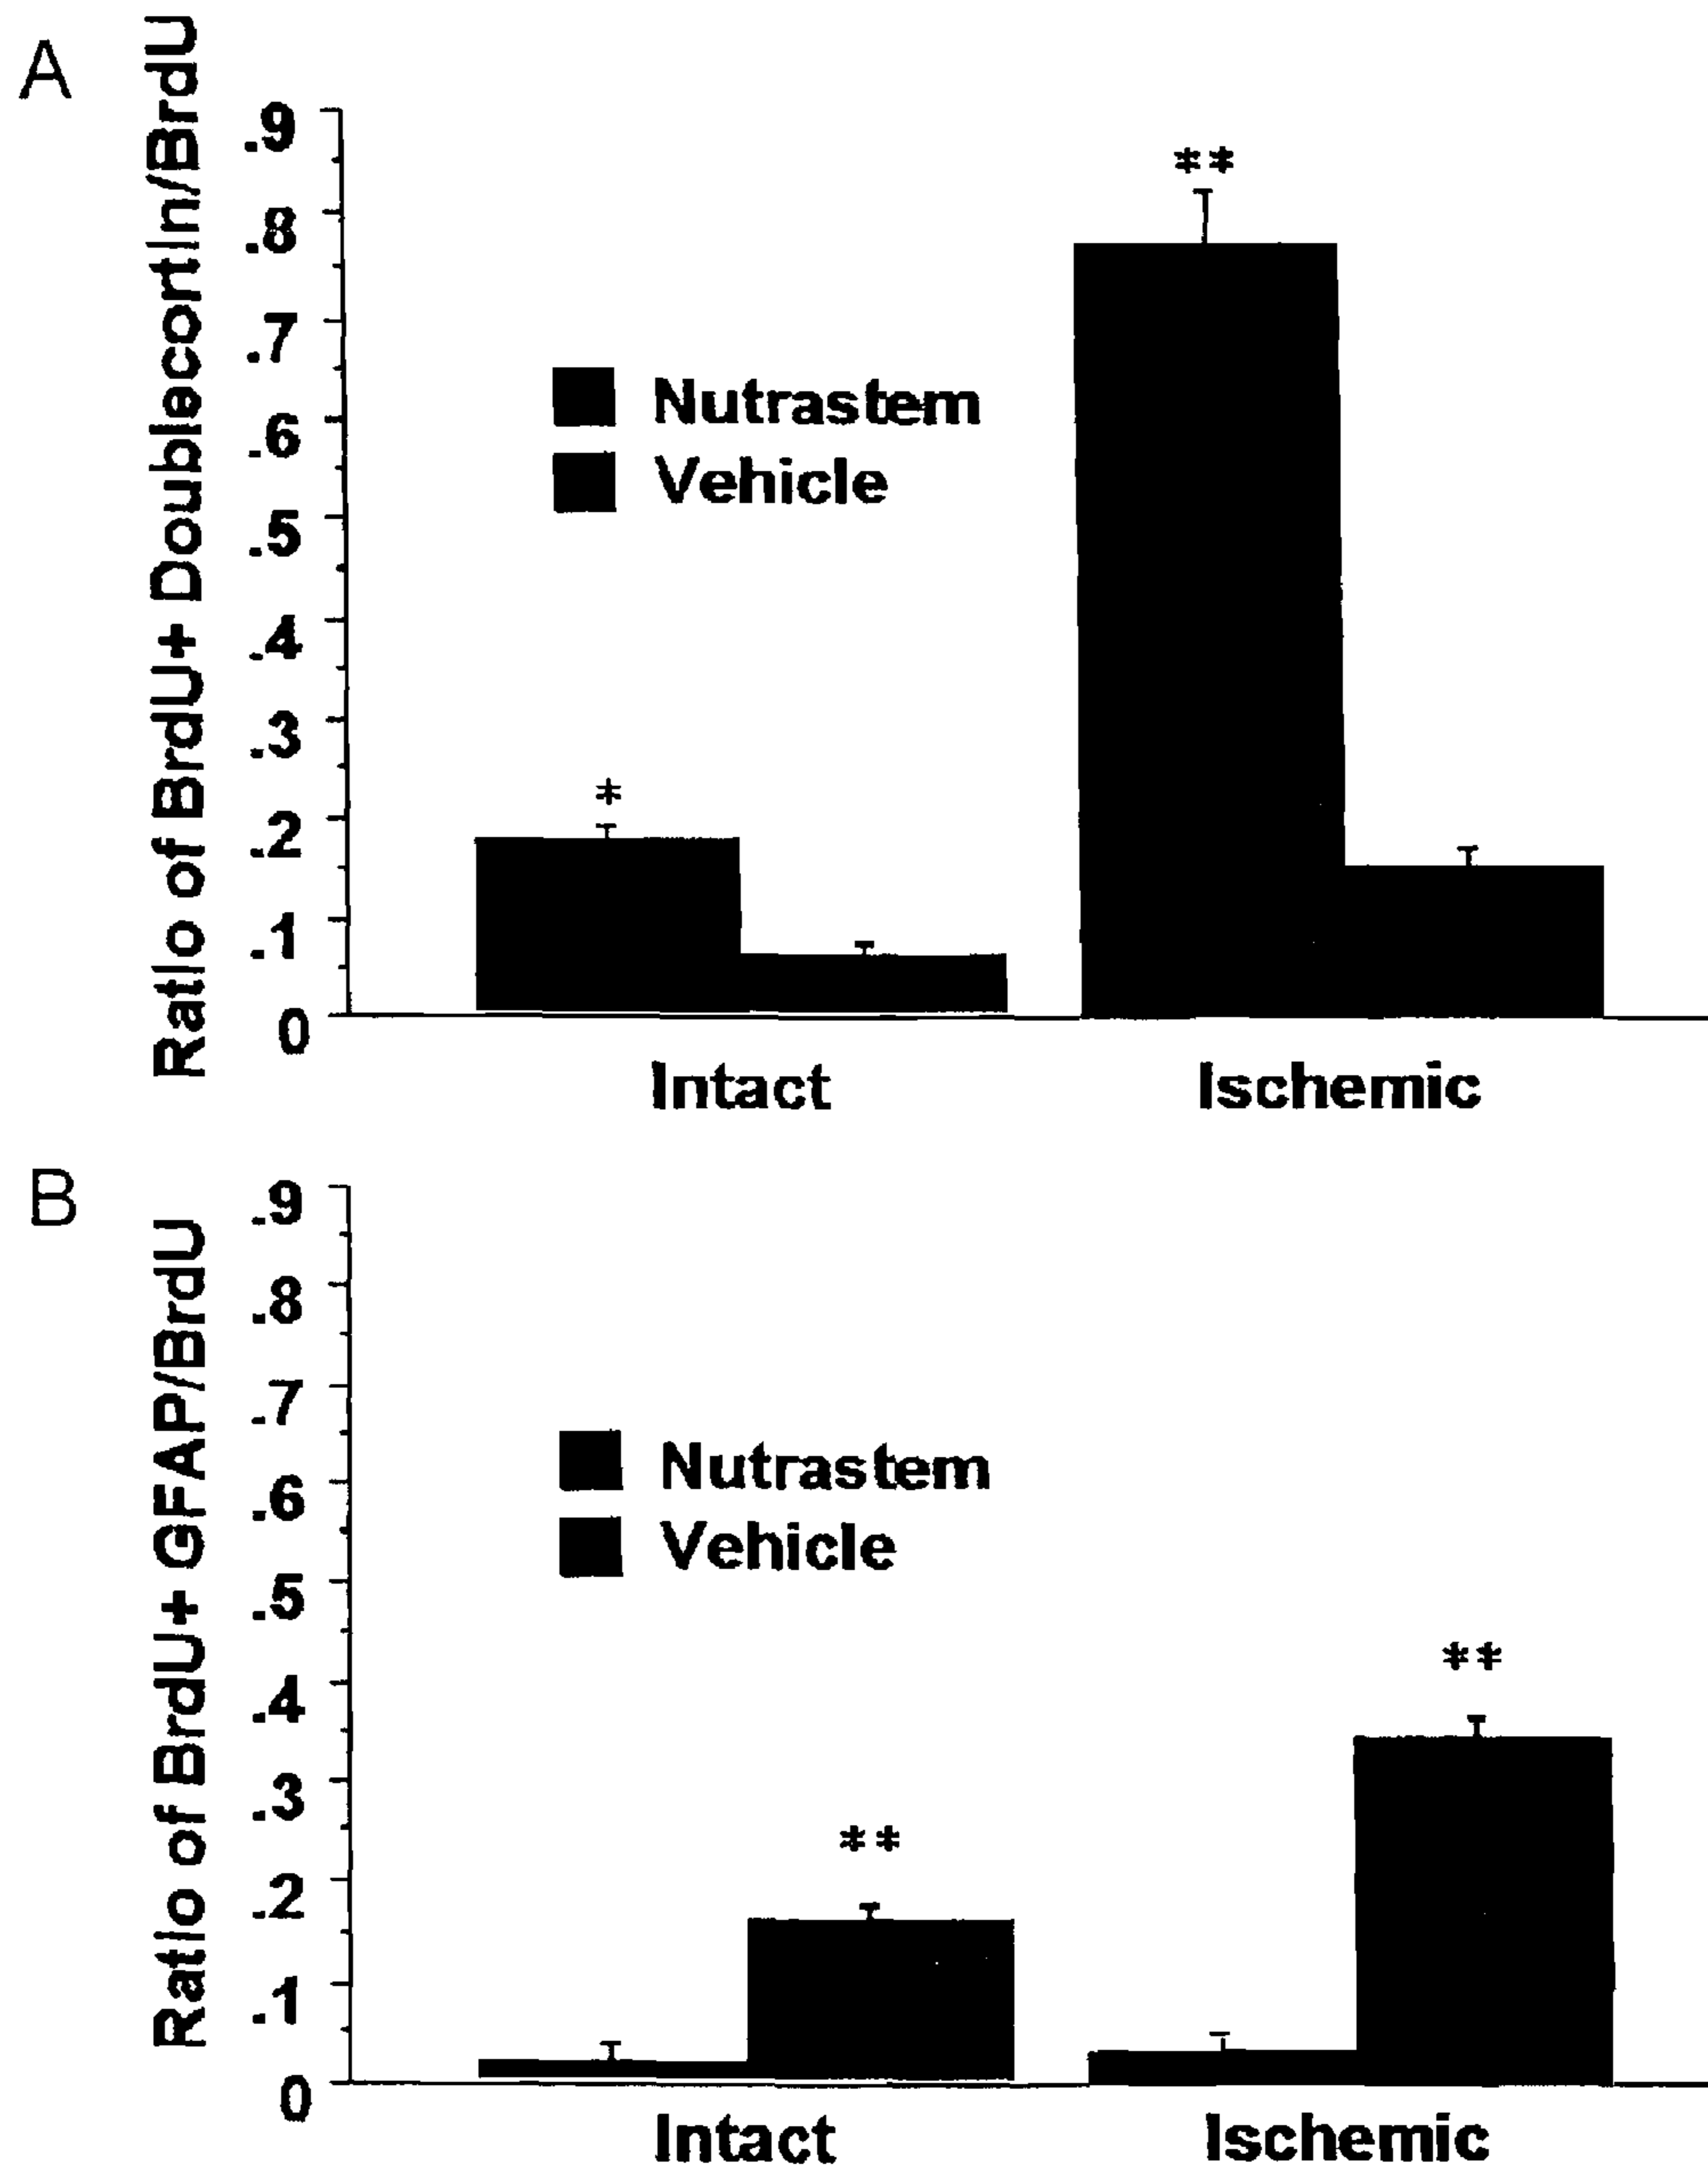 A
Ratio of BrdU+ Doublecortin/BrdU
.9
**
.8
.7
Nutrastem
.6
Vehicle
.5
.4
.3
*
.2
.1
0
Intact Ischemic
B
Ratio of BrdU+ GFAP/BrdU
.9
.8
.7
Nutrastem
.6
Vehicle
.5
**
.4
.3
**
.2
.1
0
Intact Ischemic